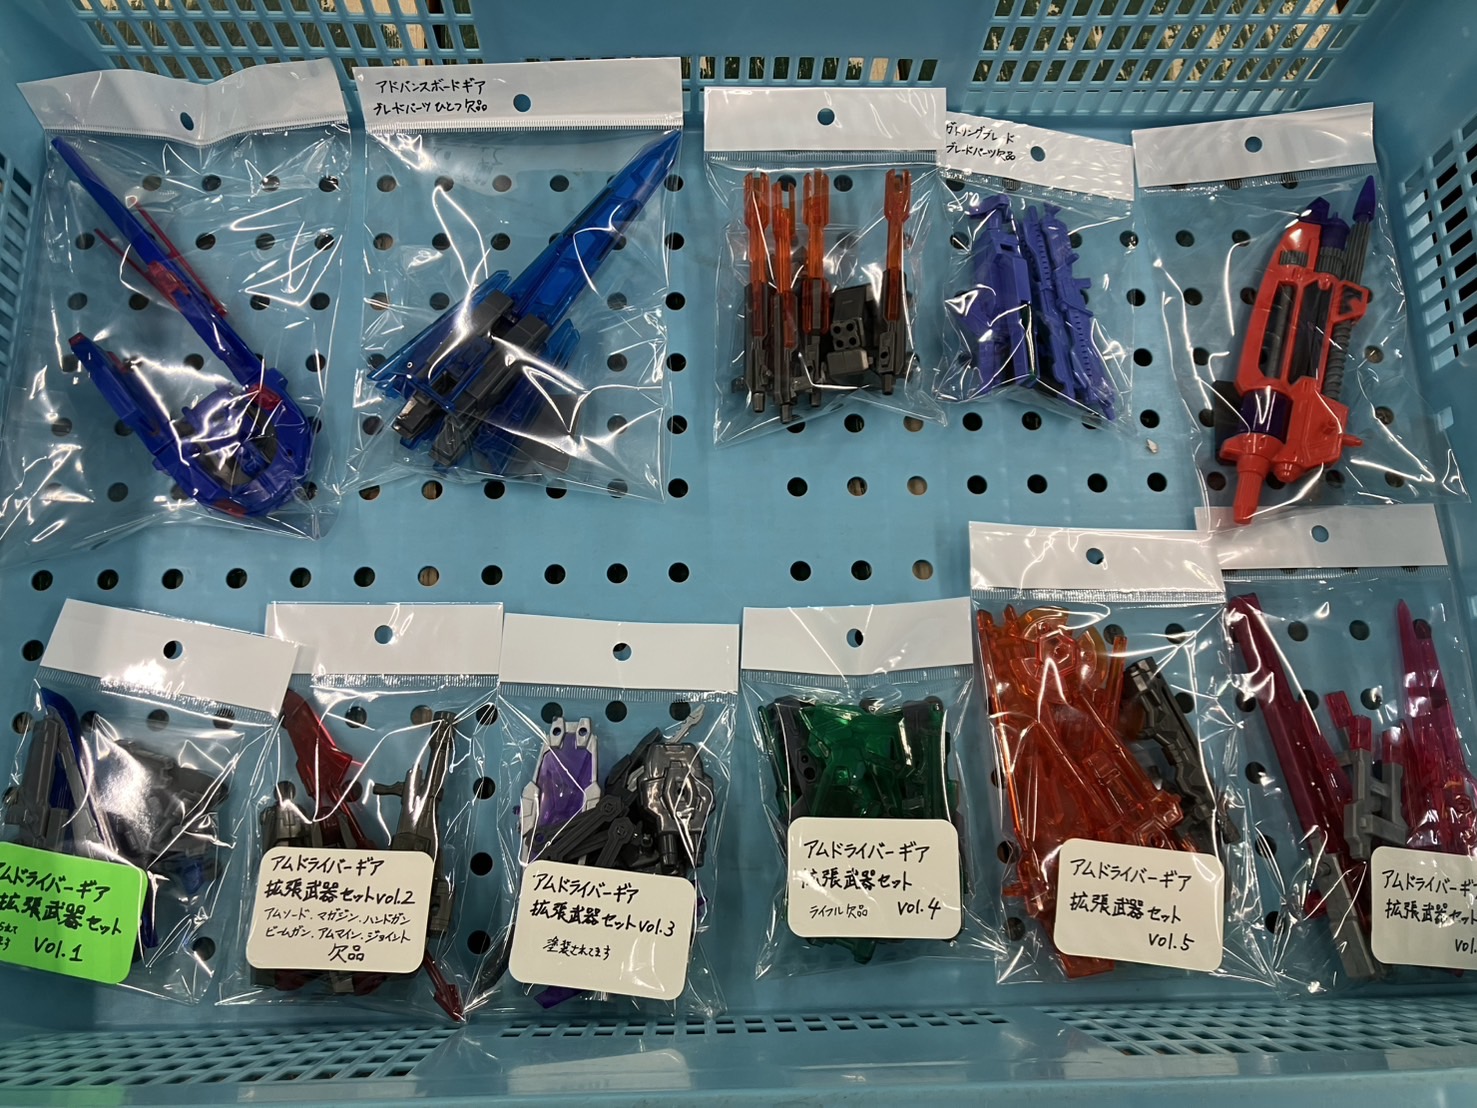 アドバンスボードギア
ブレードパーツひとつ欠品
ガトリングブレード
ブレードパーツ欠品
アムドライバーギア
拡張武器セット
vol.1
アムドライバーギア
拡張武器セットvol.2
アムソード、マガジン、ハンドガン
ビームガン、アムマイン、ジョイント
欠品
アムドライバーギア
拡張武器セットvol.3
塗装されてます
アムドライバーギア
拡張武器セット
ライフル欠品 vol.4
アムドライバーギア
拡張武器セット
vol.5
アムドライバーギ
拡張武器セット
vol.